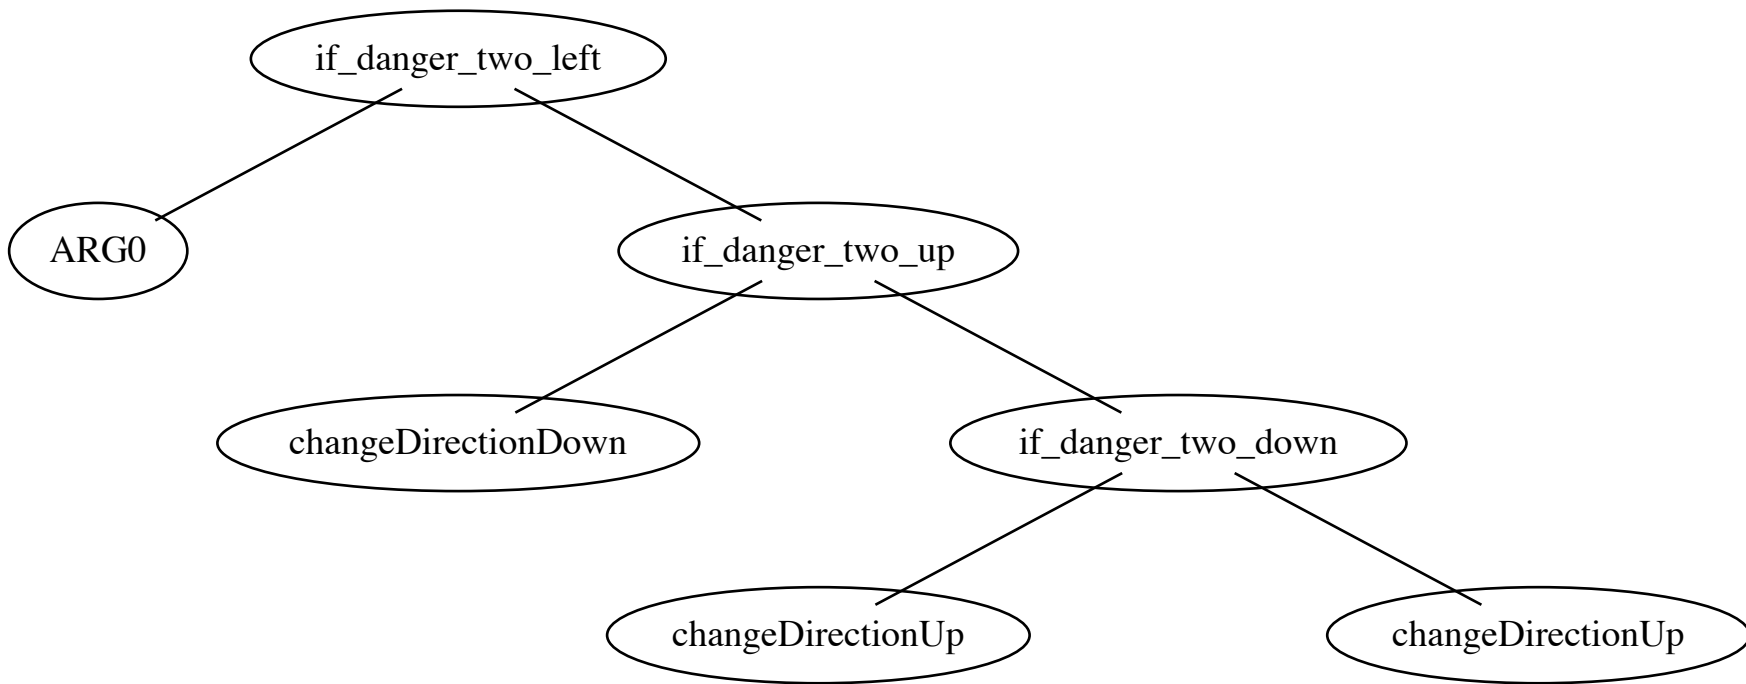 if_danger_two_left
ARG0
if_danger_two_up
changeDirectionDown
if_danger_two_down
changeDirectionUp
changeDirectionUp